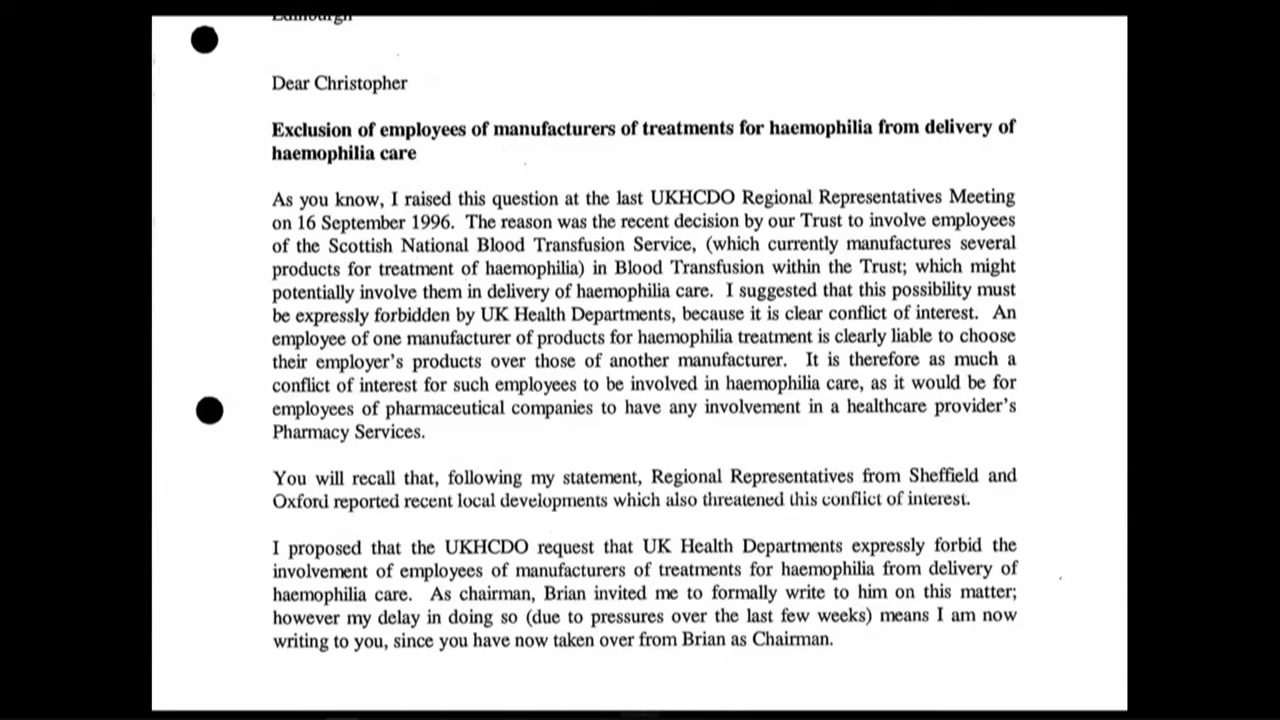 Edinburgh
Dear Christopher
Exclusion of employees of manufacturers of treatments for haemophilia from delivery of
haemophilia care
As you know, I raised this question at the last UKHCDO Regional Representatives Meeting
on 16 September 1996. The reason was the recent decision by our Trust to involve employees
of the Scottish National Blood Transfusion Service, (which currently manufactures several
products for treatment of haemophilia) in Blood Transfusion within the Trust; which might
potentially involve them in delivery of haemophilia care. I suggested that this possibility must
be expressly forbidden by UK Health Departments, because it is clear conflict of interest. An
employee of one manufacturer of products for haemophilia treatment is clearly liable to choose
their employer's products over those of another manufacturer. It is therefore as much a
conflict of interest for such employees to be involved in haemophilia care, as it would be for
employees of pharmaceutical companies to have any involvement in a healthcare provider's
Pharmacy Services.
You will recall that, following my statement, Regional Representatives from Sheffield and
Oxford reported recent local developments which also threatened this conflict of interest.
I proposed that the UKHCDO request that UK Health Departments expressly forbid the
involvement of employees of manufacturers of treatments for haemophilia from delivery of
haemophilia care. As chairman, Brian invited me to formally write to him on this matter;
however my delay in doing so (due to pressures over the last few weeks) means I am now
writing to you, since you have now taken over from Brian as Chairman.